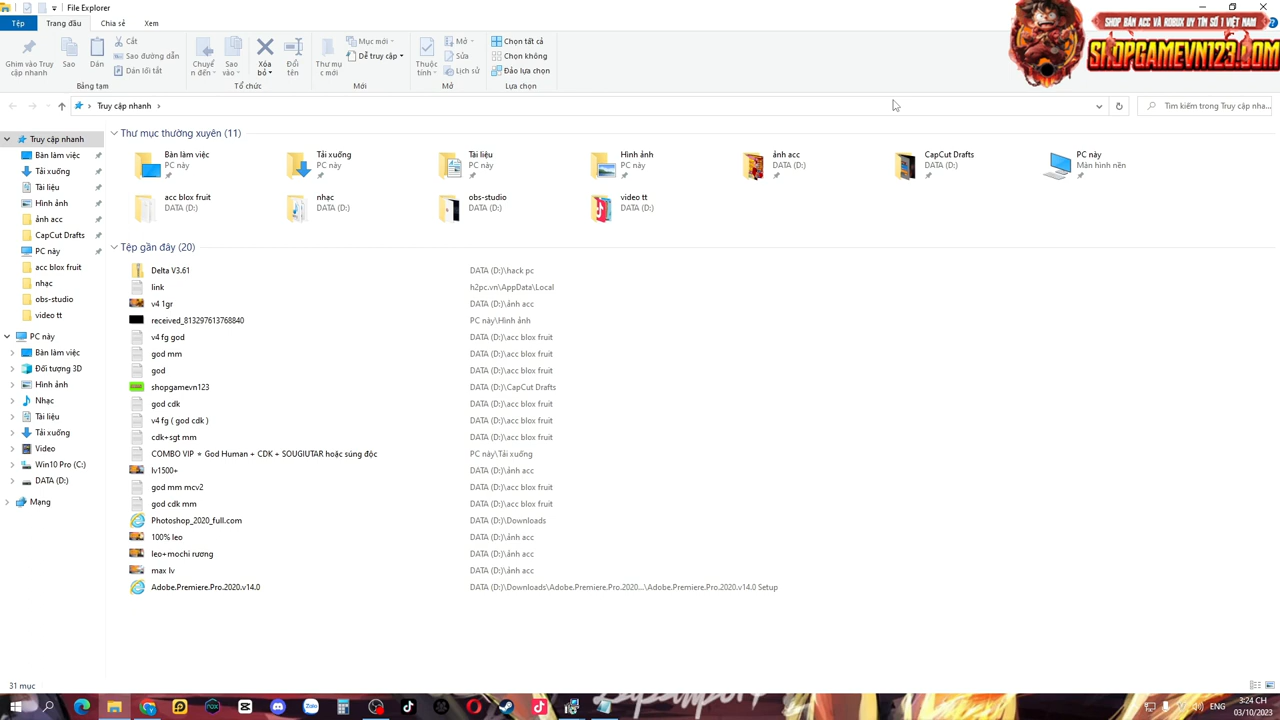 File Explorer
Tệp Trang đầu Chia sẻ Xem
Ghim vào Truy cập nhanh
Sao
Dán
Cắt
Sao đường dẫn
Dán lối tắt
Bảng tạm
Chuyển đến
Sao vào
Xóa bỏ
Đổi tên
Tổ chức
Thư mục mới
Mục mới
Dễ truy cập
Mới
Thuộc tính
Mở
Sửa
Lịch sử
Mở
Chọn tất cả
Chọn không
Đảo lựa chọn
Lựa chọn
SHOP BÁN ACC VÀ ROBUX UY TÍN SỐ 1 VIỆT NAM
SHOPGAMEVN123.COM
Truy cập nhanh
Tìm kiếm trong Truy cập nha...
Truy cập nhanh
Bàn làm việc
Tải xuống
Tài liệu
Hình ảnh
ảnh acc
CapCut Drafts
PC này
acc blox fruit
nhạc
obs-studio
video tt
PC này
Bàn làm việc
Đối tượng 3D
Hình ảnh
Nhạc
Tài liệu
Tải xuống
Video
Win10 Pro (C:)
DATA (D:)
Mạng
Thư mục thường xuyên (11)
Bàn làm việc
PC này
Tải xuống
PC này
Tài liệu
PC này
Hình ảnh
PC này
ảnh acc
DATA (D:)
CapCut Drafts
DATA (D:)
PC này
Màn hình nền
acc blox fruit
DATA (D:)
nhạc
DATA (D:)
obs-studio
DATA (D:)
video tt
DATA (D:)
Tệp gần đây (20)
Delta V3.61 DATA (D:)\hack pc
link h2pc.vn\AppData\Local
v4 1gr DATA (D:)\ảnh acc
received_813297613768840 PC này\Hình ảnh
v4 fg god DATA (D:)\acc blox fruit
god mm DATA (D:)\acc blox fruit
god DATA (D:)\acc blox fruit
shopgamevn123 DATA (D:)\CapCut Drafts
god cdk DATA (D:)\acc blox fruit
v4 fg ( god cdk ) DATA (D:)\acc blox fruit
cdk+sgt mm DATA (D:)\acc blox fruit
COMBO VIP ⭐ God Human + CDK + SOUGIUTAR hoặc súng độc PC này\Tải xuống
lv1500+ DATA (D:)\ảnh acc
god mm mcv2 DATA (D:)\acc blox fruit
god cdk mm DATA (D:)\acc blox fruit
Photoshop_2020_full.com DATA (D:)\Downloads
100% leo DATA (D:)\ảnh acc
leo+mochi rương DATA (D:)\ảnh acc
max lv DATA (D:)\ảnh acc
Adobe.Premiere.Pro.2020.v14.0 DATA (D:)\Downloads\Adobe.Premiere.Pro.2020...\Adobe.Premiere.Pro.2020.v14.0 Setup
31 mục
Zalo
ENG
3:24 CH
03/10/2023